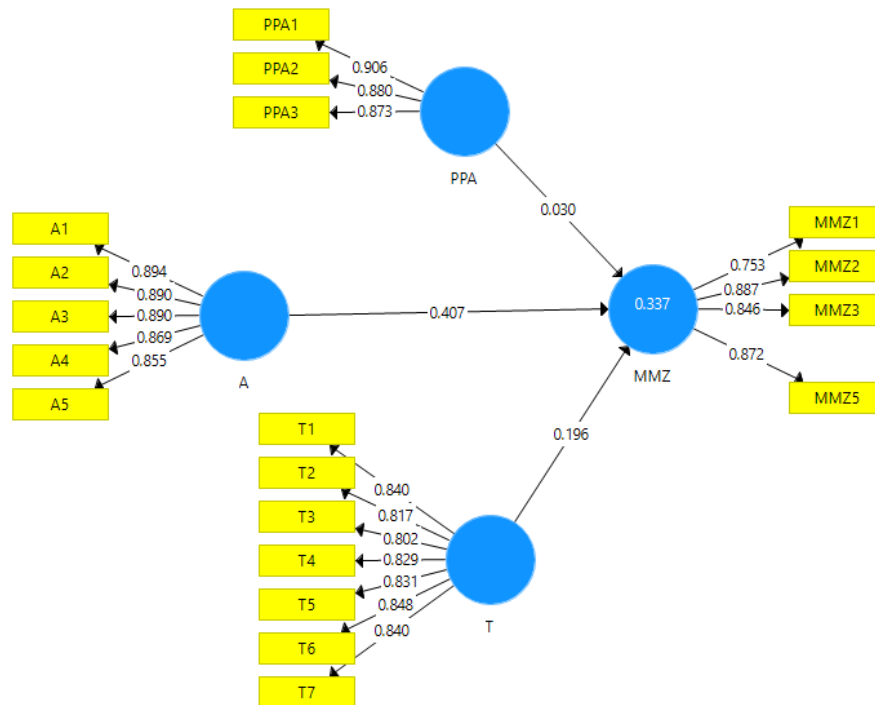 PPA1
PPA2
PPA3
0.906
0.880
0.873
PPA
0.030
A1
A2
A3
A4
A5
0.894
0.890
0.890
0.869
0.855
A
0.407
0.337
MMZ
0.753
0.887
0.846
0.872
MMZ1
MMZ2
MMZ3
MMZ5
0.196
T1
T2
T3
T4
T5
T6
T7
0.840
0.817
0.802
0.829
0.831
0.848
0.840
T